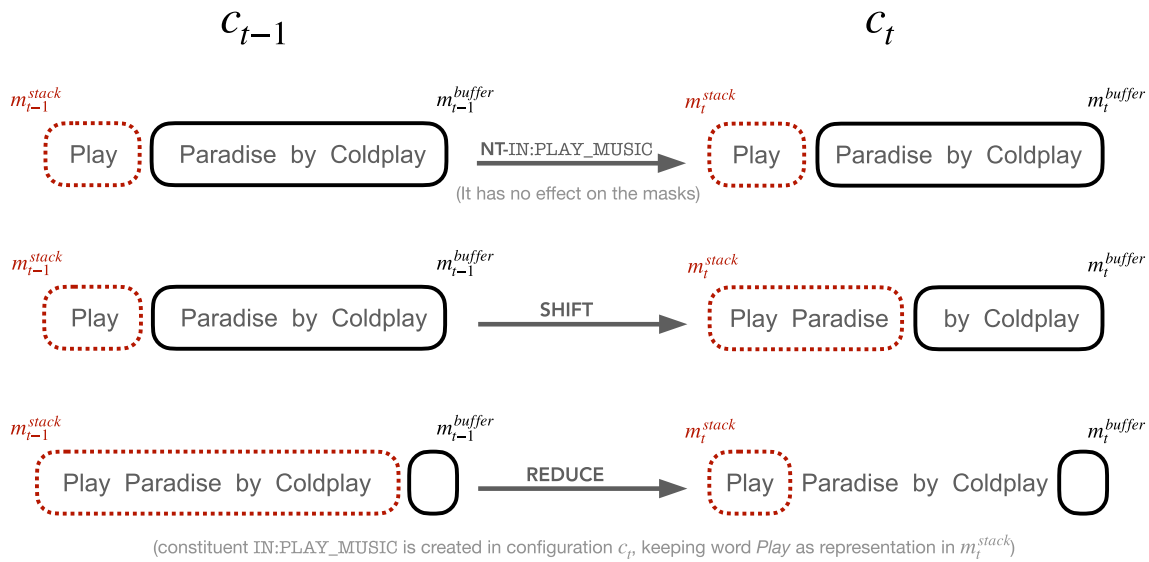 c_{t−1} c_t
m_{t−1}^{stack} m_{t−1}^{buffer} m_t^{stack} m_t^{buffer}
Play Paradise by Coldplay NT-IN:PLAY_MUSIC Play Paradise by Coldplay
(It has no effect on the masks)
m_{t−1}^{stack} m_{t−1}^{buffer} m_t^{stack} m_t^{buffer}
Play Paradise by Coldplay SHIFT Play Paradise by Coldplay
m_{t−1}^{stack} m_{t−1}^{buffer} m_t^{stack} m_t^{buffer}
Play Paradise by Coldplay REDUCE Play Paradise by Coldplay
(constituent IN:PLAY_MUSIC is created in configuration c_t, keeping word Play as representation in m_t^{stack})